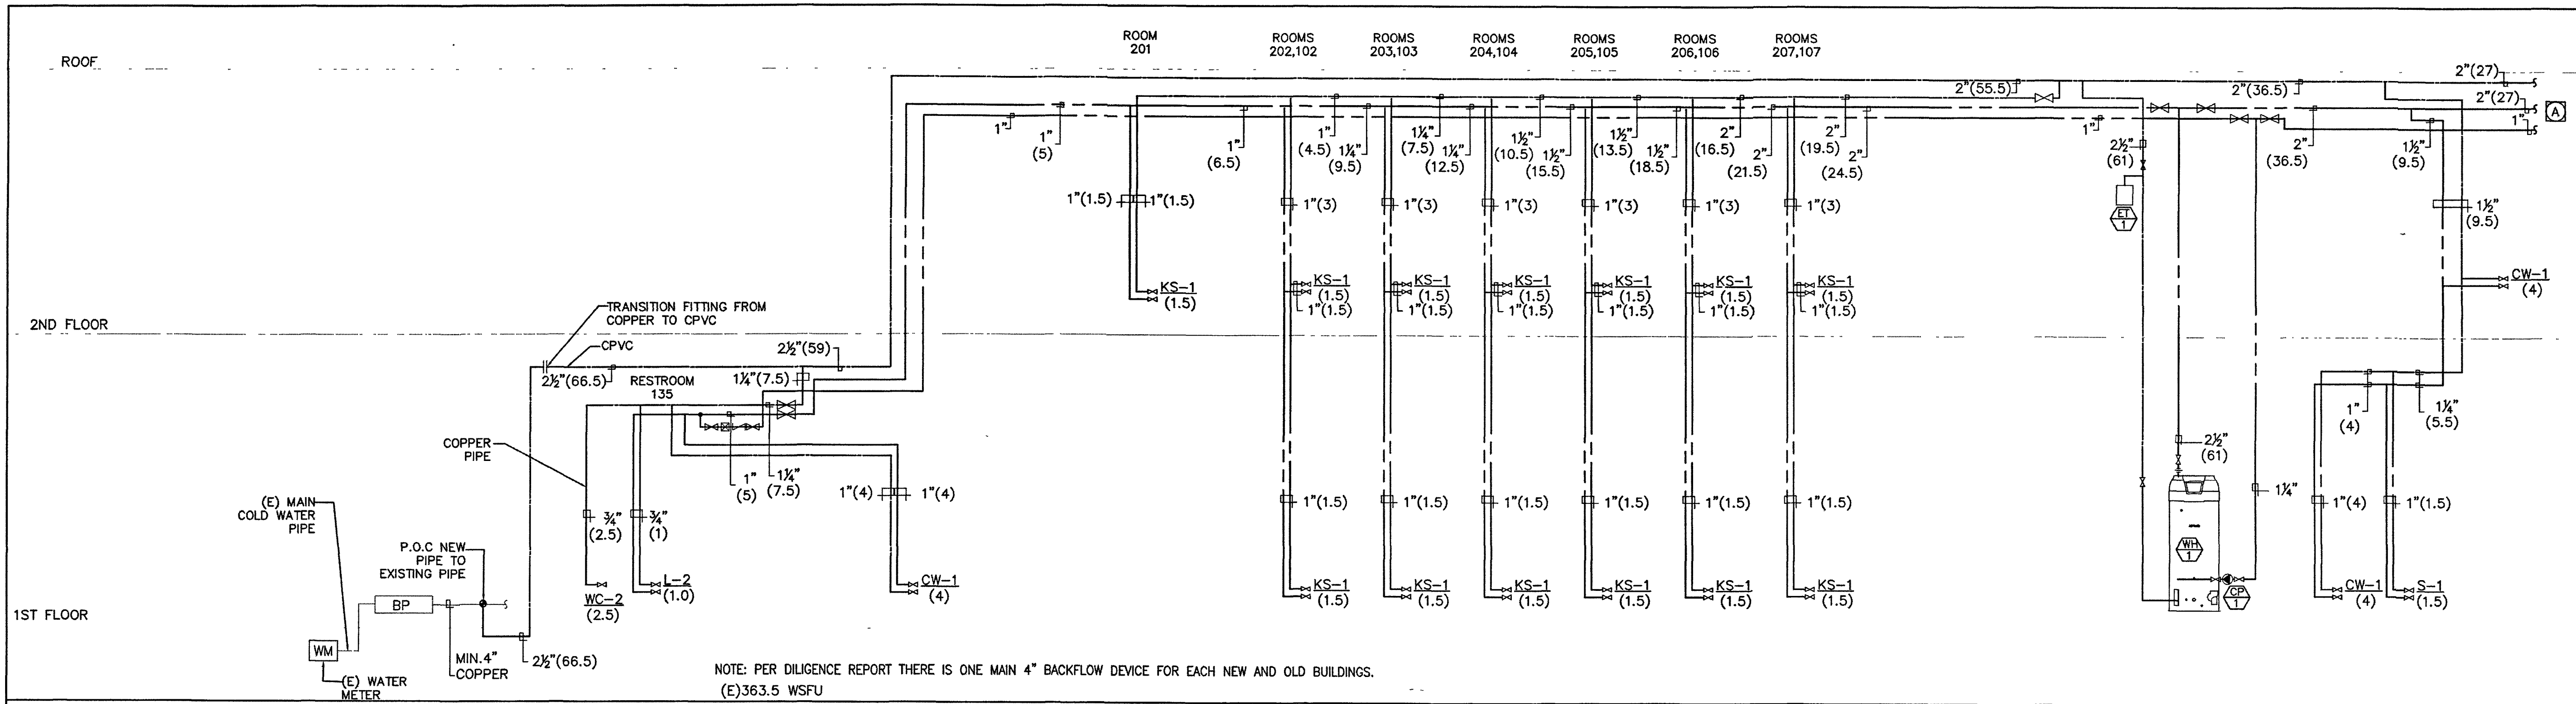 ROOM
201
ROOMS
202,102
ROOMS
203,103
ROOMS
204,104
ROOMS
205,105
ROOMS
206,106
ROOMS
207,107
ROOF
2"(55.5)
2"(36.5)
2"(27)
2"(27)
A
1"
1"
(5)
1"
(6.5)
1"
(4.5)
1¼"
(9.5)
1¼"
(7.5)
1¼"
(12.5)
1½"
(10.5)
1½"
(15.5)
1½"
(13.5)
1½"
(18.5)
2"
(16.5)
2"
(21.5)
2"
(19.5)
2"
(24.5)
1"
2½"
(61)
2"
(36.5)
1½"
(9.5)
1"
ET
1
1"(1.5)
1"(1.5)
1"(3)
1"(3)
1"(3)
1"(3)
1"(3)
1"(3)
1½"
(9.5)
KS-1
(1.5)
KS-1
(1.5)
1"(1.5)
KS-1
(1.5)
1"(1.5)
KS-1
(1.5)
1"(1.5)
KS-1
(1.5)
1"(1.5)
KS-1
(1.5)
1"(1.5)
KS-1
(1.5)
1"(1.5)
CW-1
(4)
TRANSITION FITTING FROM
COPPER TO CPVC
2ND FLOOR
CPVC
2½"(59)
2½"(66.5)
RESTROOM
135
1¼"(7.5)
COPPER
PIPE
1"
(5)
1¼"
(7.5)
1"(4)
1"(4)
1"
(4)
1¼"
(5.5)
2½"
(61)
1¼"
(E) MAIN
COLD WATER
PIPE
¾"
(2.5)
¾"
(1)
1"(1.5)
1"(1.5)
1"(1.5)
1"(1.5)
1"(1.5)
1"(1.5)
1"(4)
1"(1.5)
P.O.C NEW
PIPE TO
EXISTING PIPE
WH
1
CP
1
BP
WC-2
(2.5)
L-2
(1.0)
CW-1
(4)
KS-1
(1.5)
KS-1
(1.5)
KS-1
(1.5)
KS-1
(1.5)
KS-1
(1.5)
KS-1
(1.5)
CW-1
(4)
S-1
(1.5)
1ST FLOOR
WM
MIN.4"
COPPER
2½"(66.5)
(E) WATER
METER
NOTE: PER DILIGENCE REPORT THERE IS ONE MAIN 4" BACKFLOW DEVICE FOR EACH NEW AND OLD BUILDINGS.
(E)363.5 WSFU